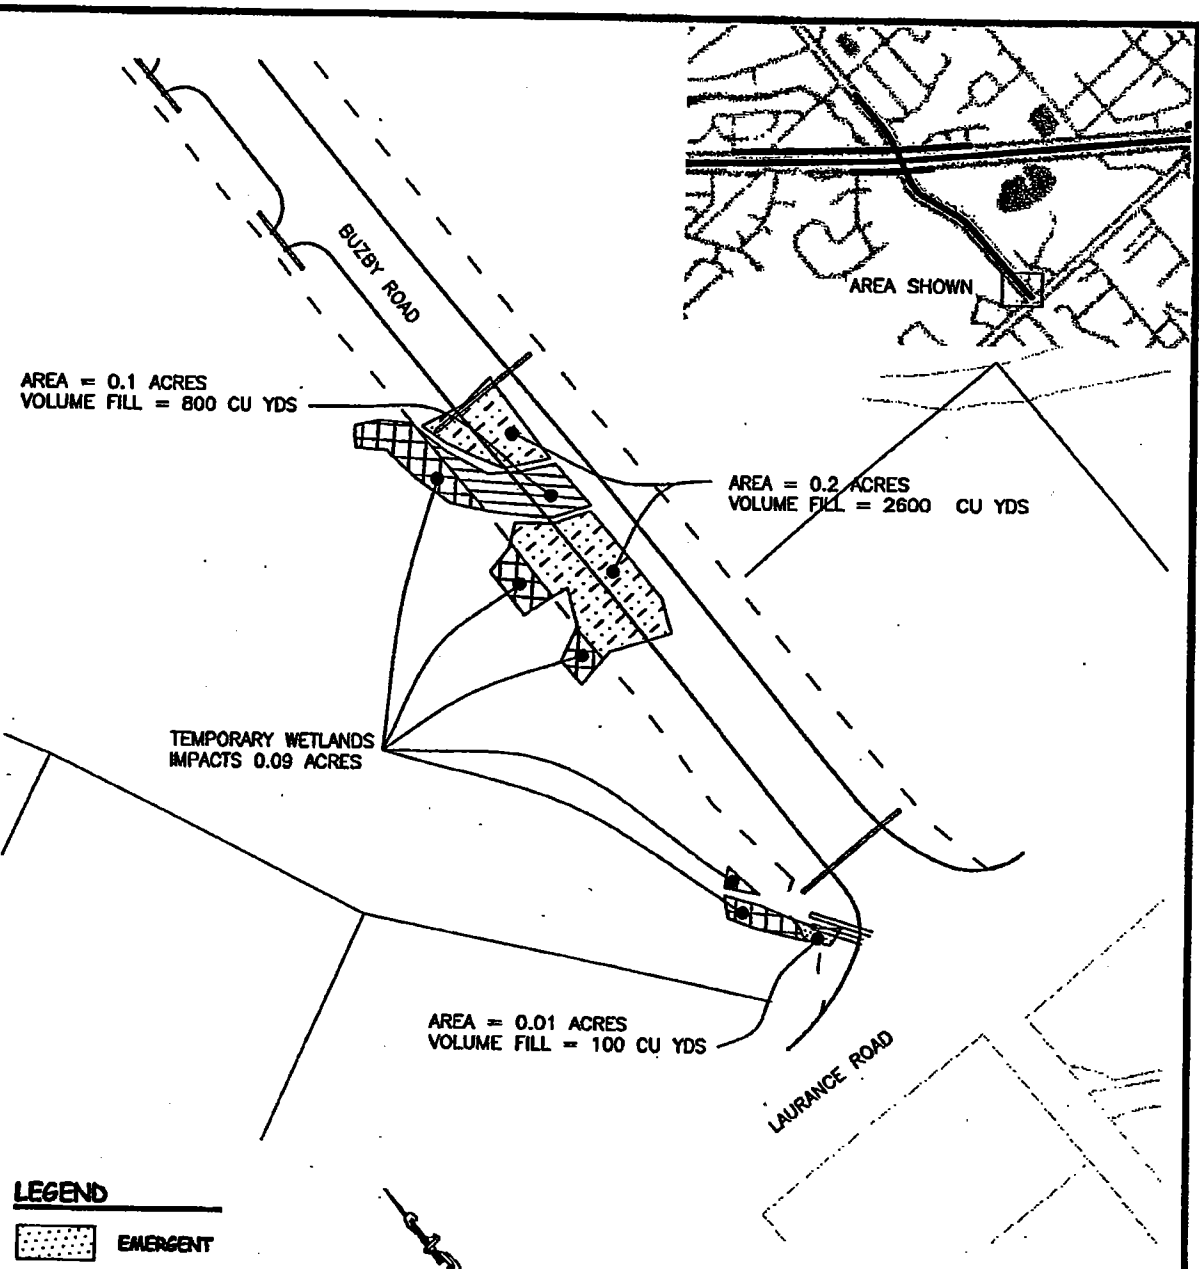 BUZBY ROAD
AREA SHOWN
AREA = 0.1 ACRES
VOLUME FILL = 800 CU YDS
AREA = 0.2 ACRES
VOLUME FILL = 2600 CU YDS
TEMPORARY WETLANDS
IMPACTS 0.09 ACRES
AREA = 0.01 ACRES
VOLUME FILL = 100 CU YDS
LAURANCE ROAD
LEGEND
EMERGENT